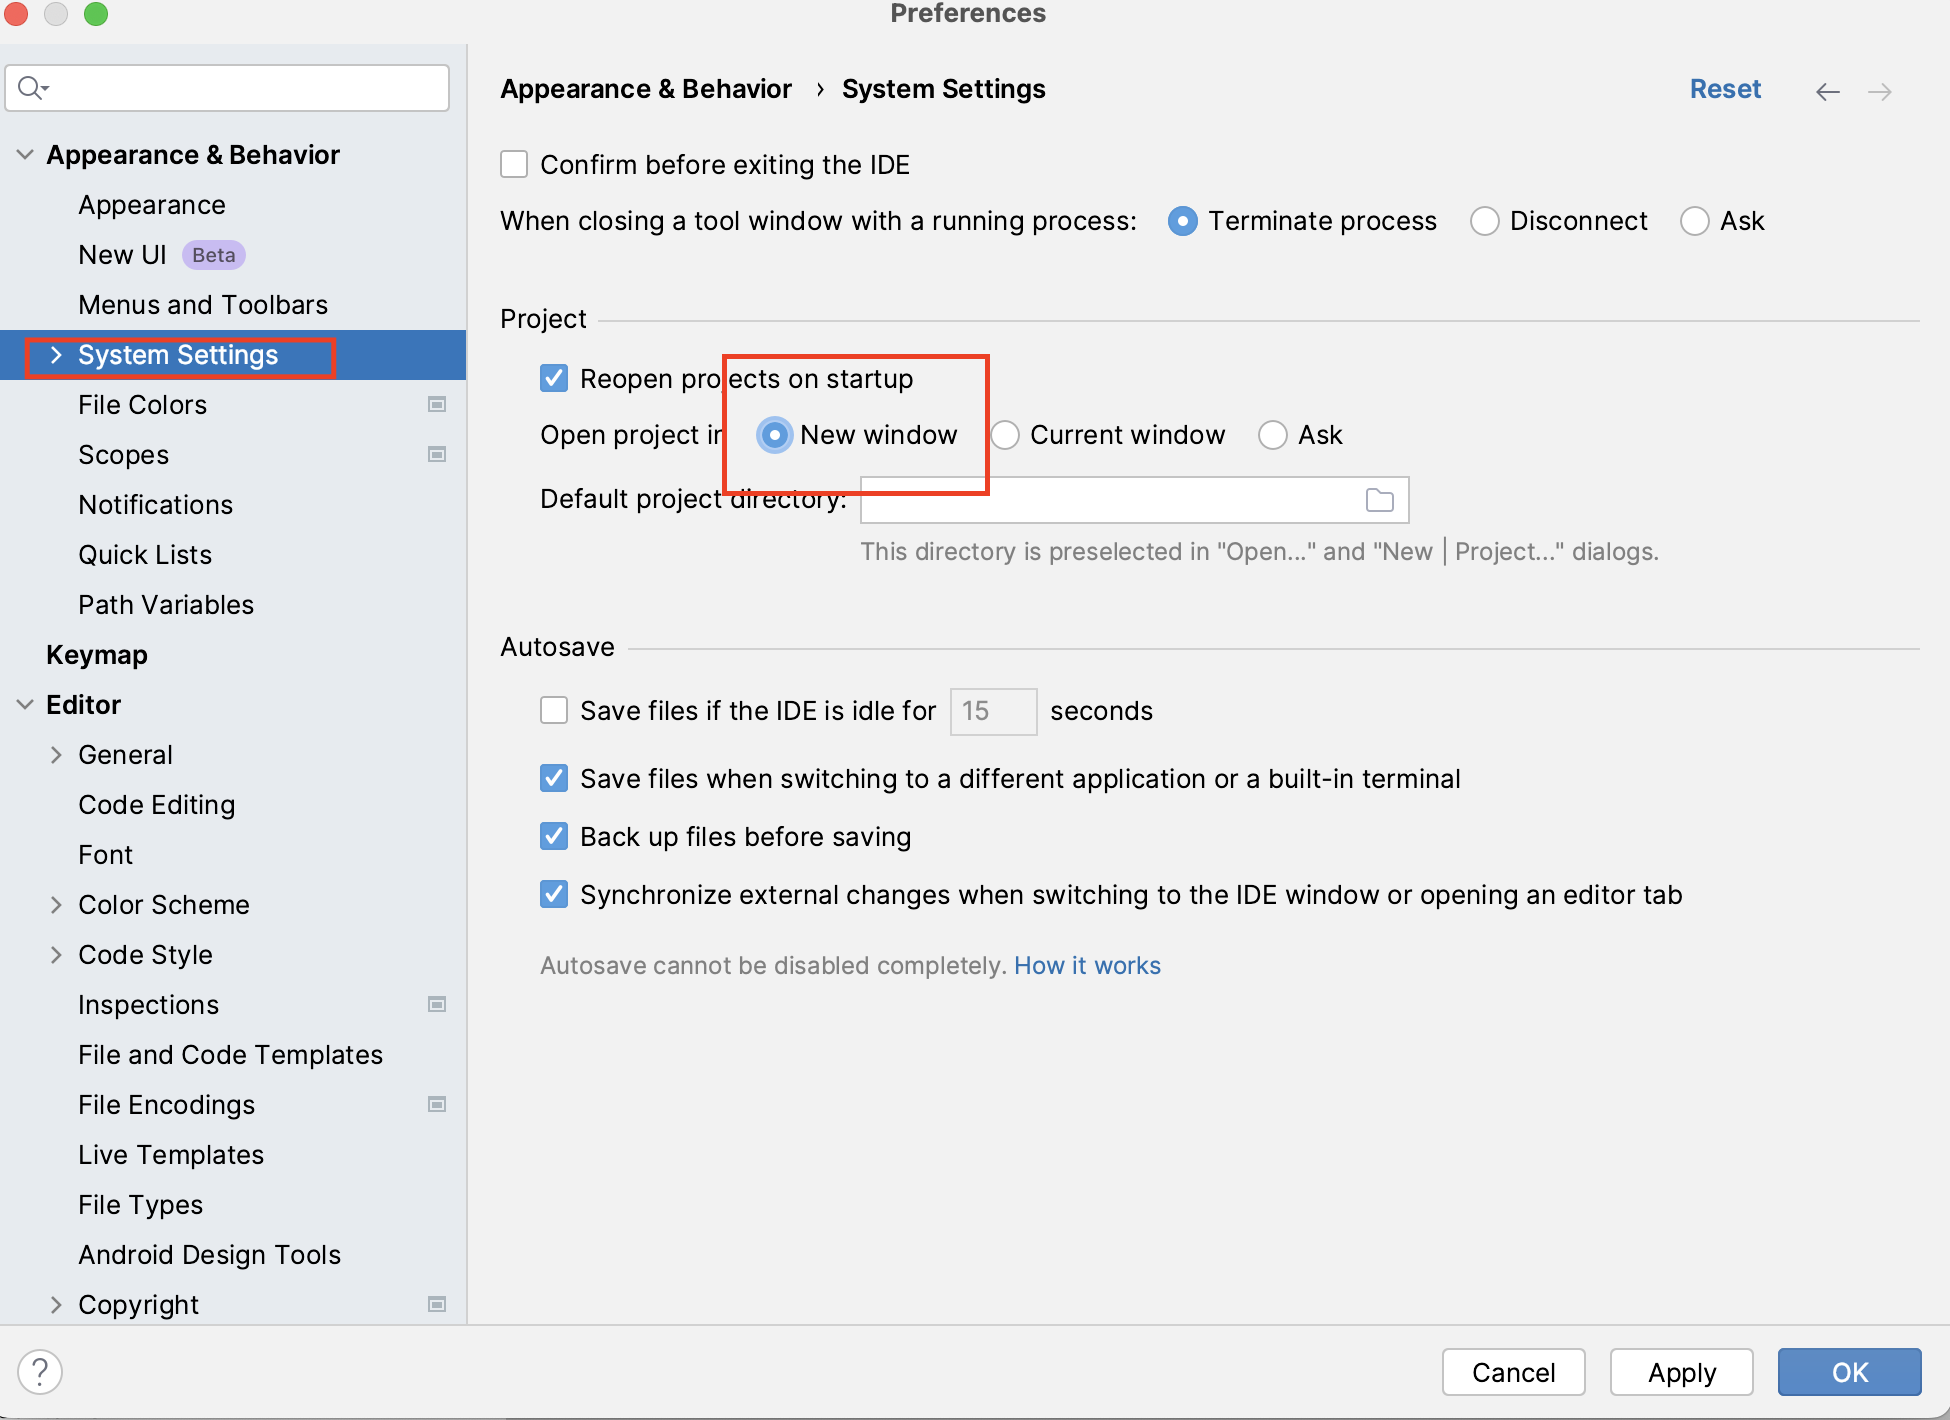 Preferences
Appearance & Behavior
Appearance
New UI Beta
Menus and Toolbars
System Settings
File Colors
Scopes
Notifications
Quick Lists
Path Variables
Keymap
Editor
General
Code Editing
Font
Color Scheme
Code Style
Inspections
File and Code Templates
File Encodings
Live Templates
File Types
Android Design Tools
Copyright
Appearance & Behavior › System Settings Reset
Confirm before exiting the IDE
When closing a tool window with a running process: Terminate process Disconnect Ask
Project
Reopen projects on startup
Open project in New window Current window Ask
Default project directory:
This directory is preselected in "Open..." and "New | Project..." dialogs.
Autosave
Save files if the IDE is idle for 15 seconds
Save files when switching to a different application or a built-in terminal
Back up files before saving
Synchronize external changes when switching to the IDE window or opening an editor tab
Autosave cannot be disabled completely. How it works
? Cancel Apply OK